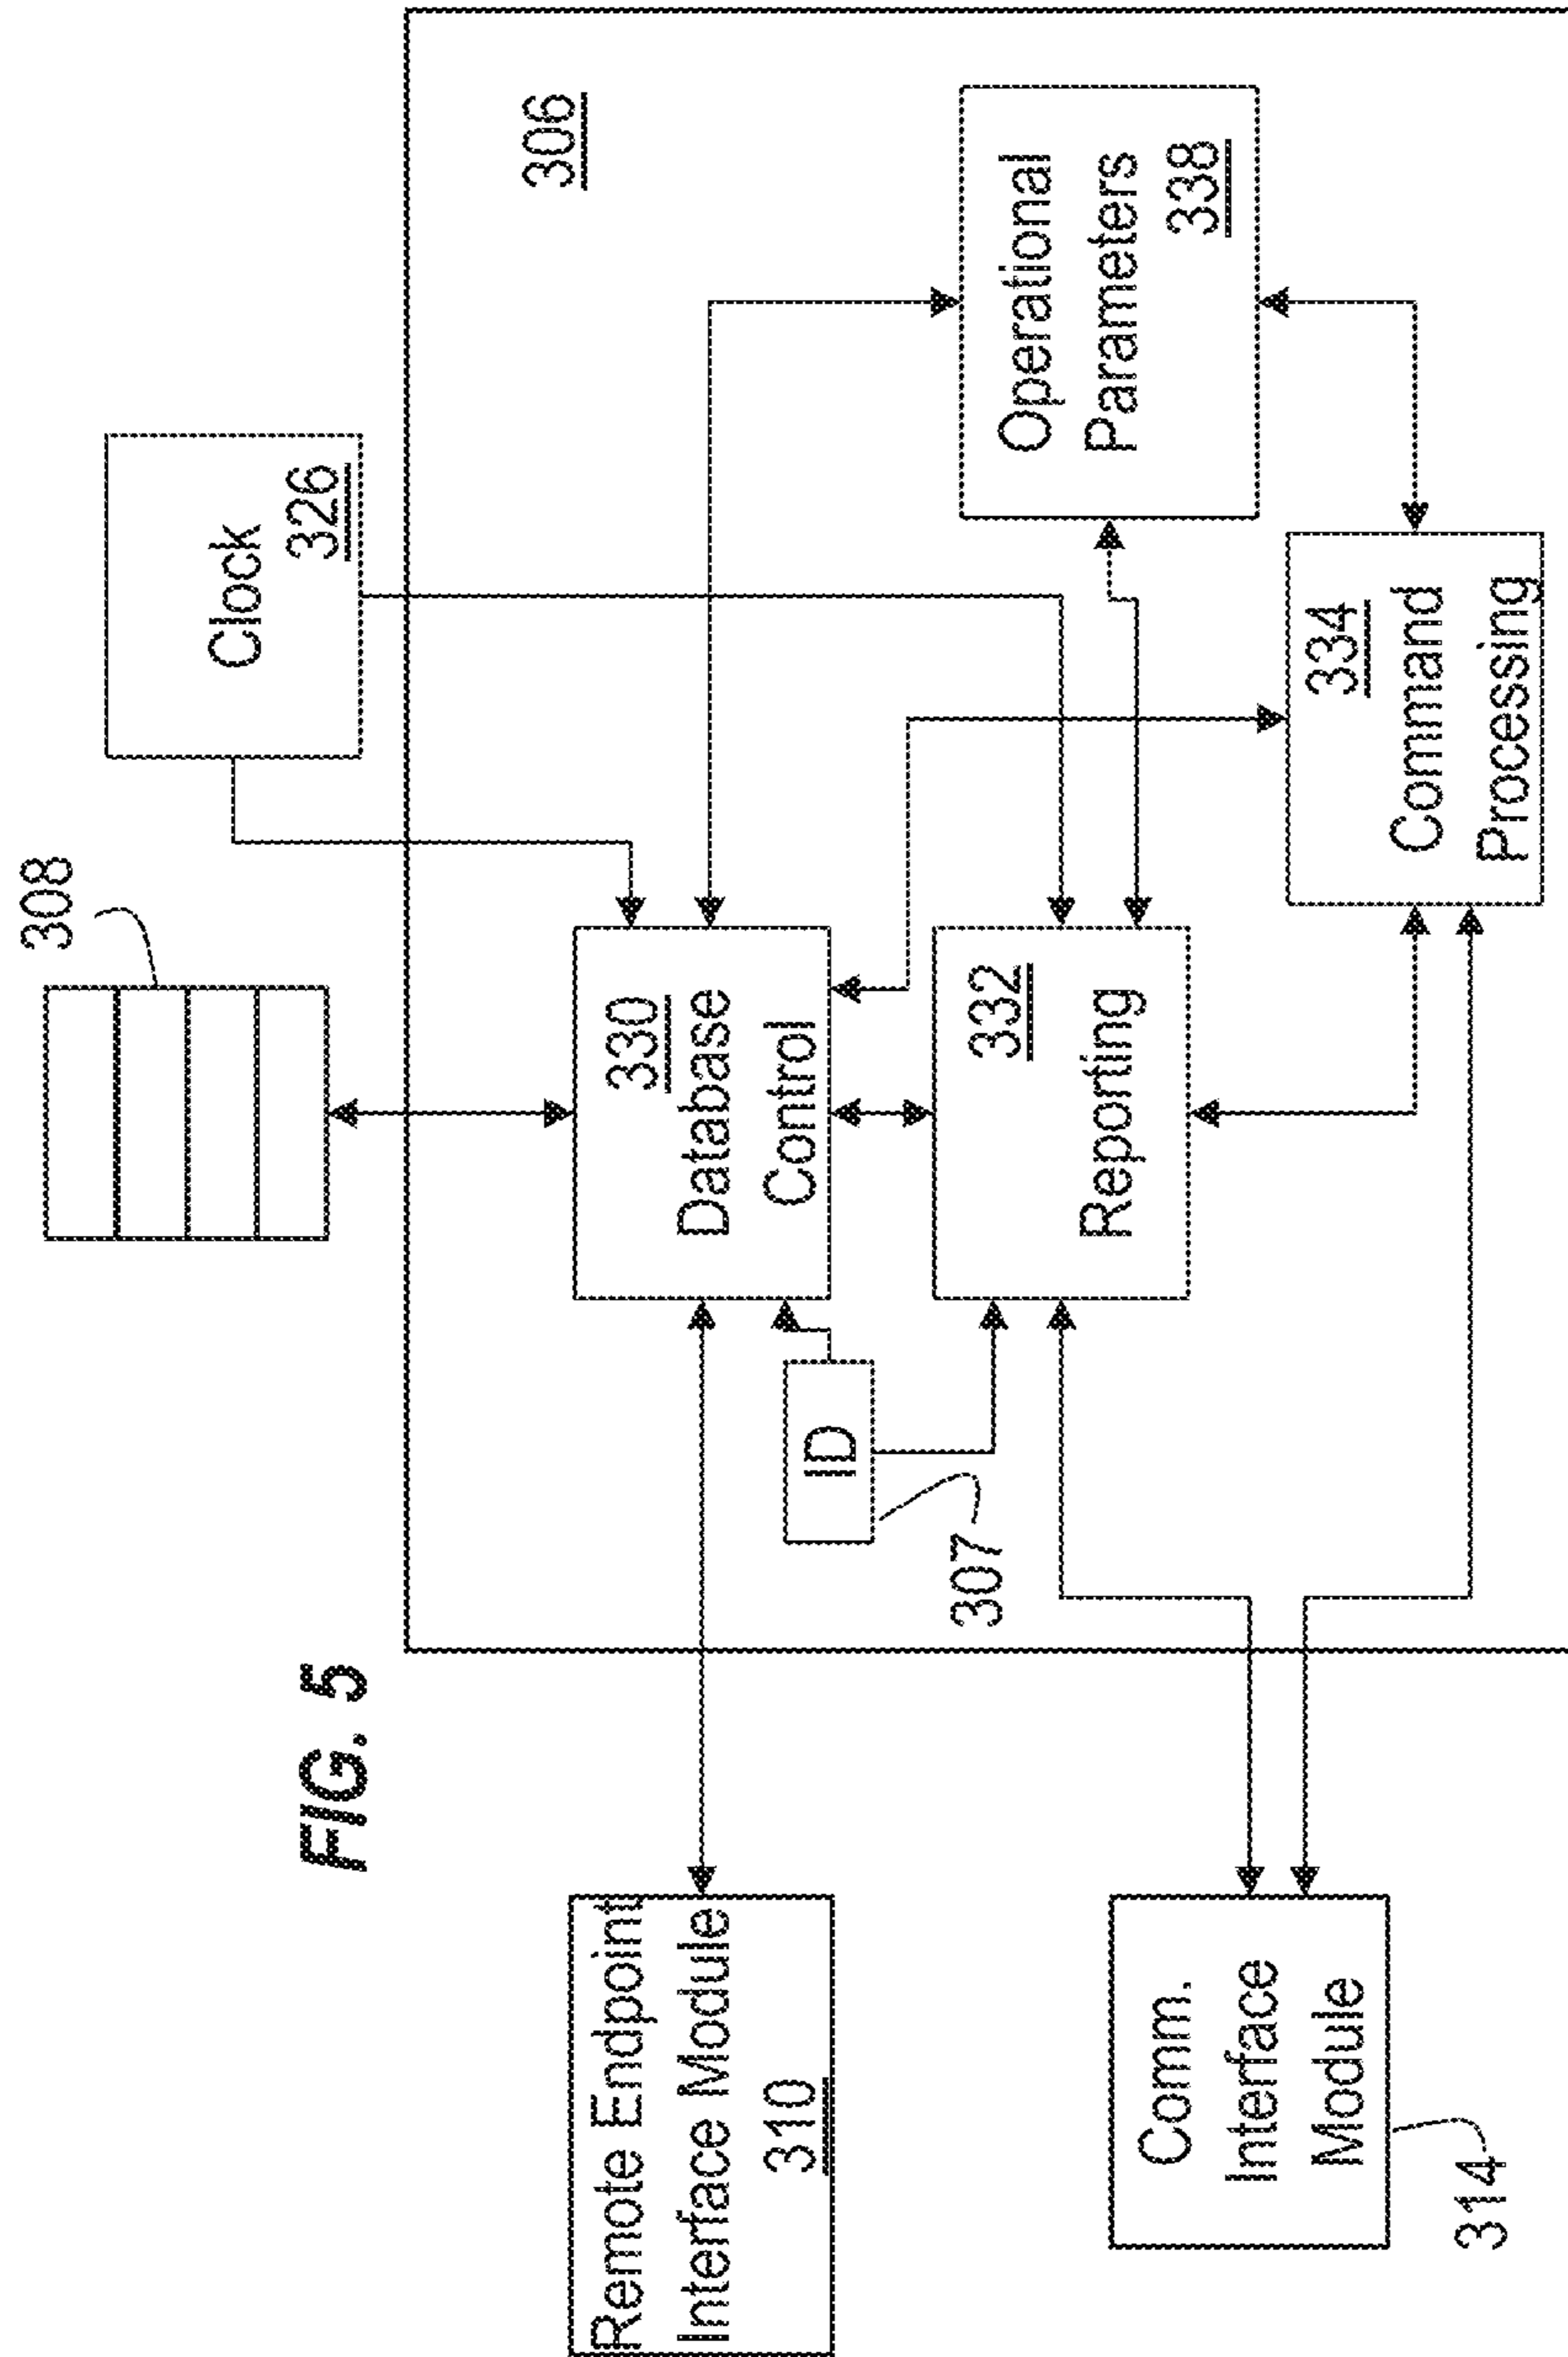 FIG. 5
308
Clock
326
306
Remote Endpoint
Interface Module
310
330
Database
Control
ID
307
332
Reporting
Operational
Parameters
338
Comm.
Interface
Module
314
334
Command
Processing